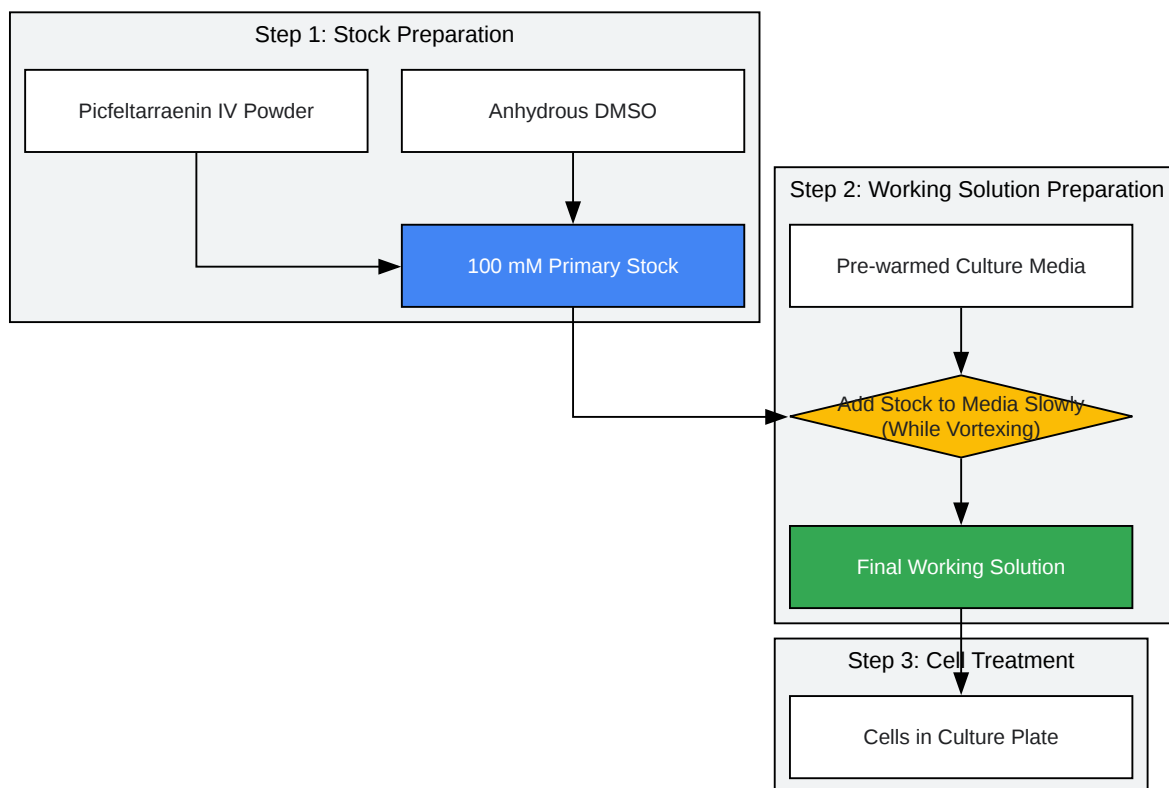 Step 1: Stock Preparation
Picfeltarraenin IV Powder
Anhydrous DMSO
100 mM Primary Stock
Step 2: Working Solution Preparation
Pre-warmed Culture Media
Add Stock to Media Slowly
(While Vortexing)
Final Working Solution
Step 3: Cell Treatment
Cells in Culture Plate